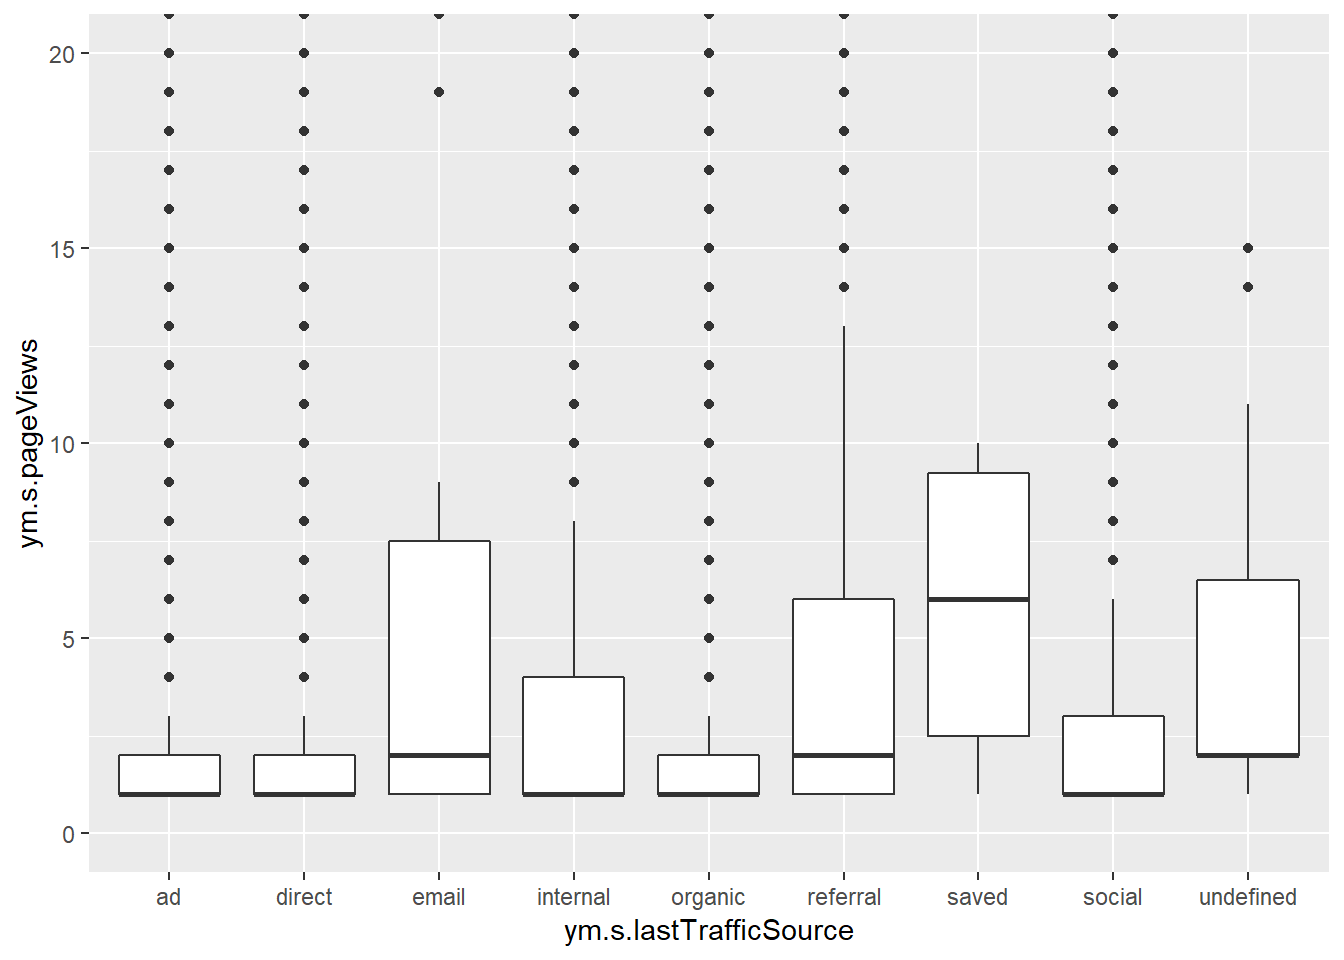 20
15
10
5
0
ym.s.pageViews
ad direct email internal organic referral saved social undefined
ym.s.lastTrafficSource